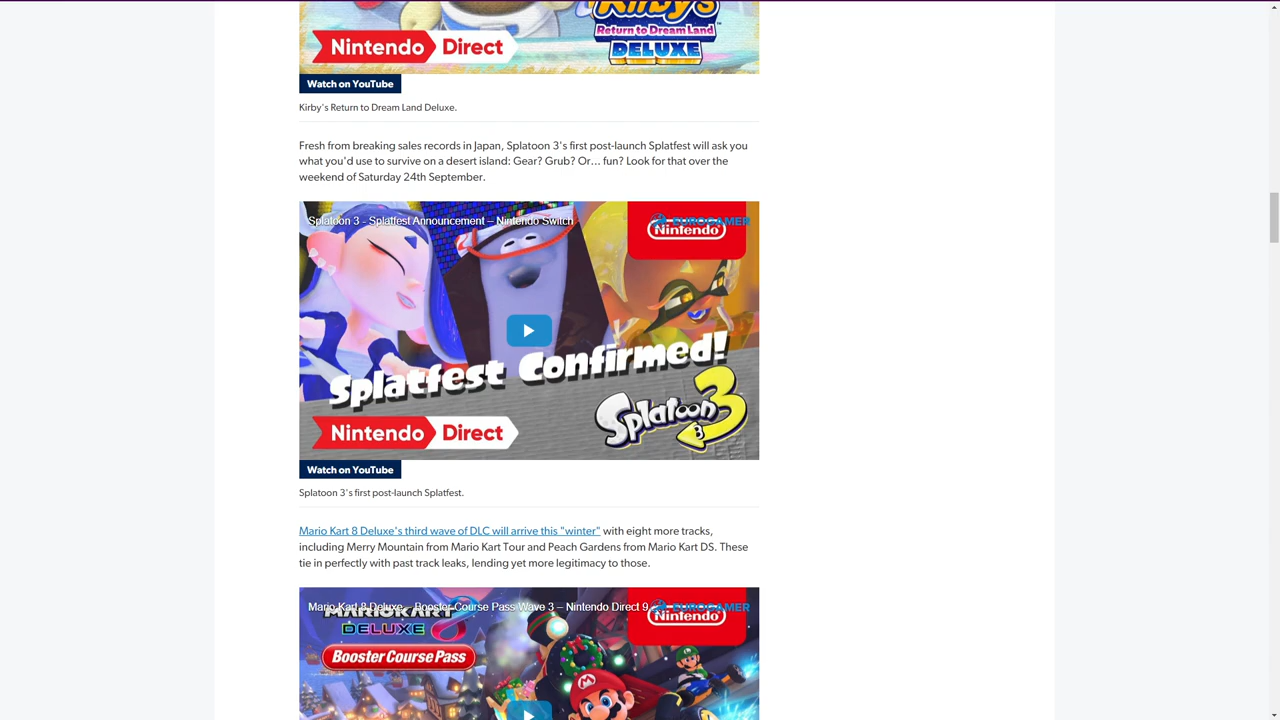 Kirby's
Return to Dream Land
DELUXE
Nintendo Direct
Watch on YouTube
Kirby's Return to Dream Land Deluxe.
Fresh from breaking sales records in Japan, Splatoon 3's first post-launch Splatfest will ask you
what you'd use to survive on a desert island: Gear? Grub? Or... fun? Look for that over the
weekend of Saturday 24th September.
Splatoon 3 - Splatfest Announcement – Nintendo Switch
EUROGAMER
Nintendo
Splatfest Confirmed!
Splatoon 3
Nintendo Direct
Watch on YouTube
Splatoon 3's first post-launch Splatfest.
Mario Kart 8 Deluxe's third wave of DLC will arrive this "winter" with eight more tracks,
including Merry Mountain from Mario Kart Tour and Peach Gardens from Mario Kart DS. These
tie in perfectly with past track leaks, lending yet more legitimacy to those.
Mario Kart 8 Deluxe – Booster Course Pass Wave 3 – Nintendo Direct 9
EUROGAMER
Nintendo
MARIOKART 8
DELUXE
Booster Course Pass